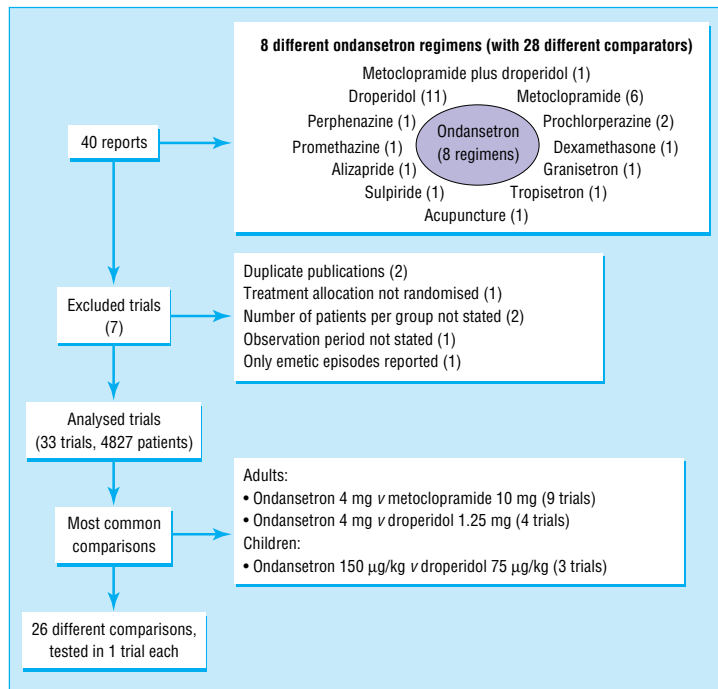 8 different ondansetron regimens (with 28 different comparators)
Metoclopramide plus droperidol (1)
Droperidol (11)
Metoclopramide (6)
Perphenazine (1)
Prochlorperazine (2)
Promethazine (1)
Dexamethasone (1)
Alizapride (1)
Granisetron (1)
Sulpiride (1)
Tropisetron (1)
Acupuncture (1)
Ondansetron
(8 regimens)
40 reports
Excluded trials
(7)
Duplicate publications (2)
Treatment allocation not randomised (1)
Number of patients per group not stated (2)
Observation period not stated (1)
Only emetic episodes reported (1)
Analysed trials
(33 trials, 4827 patients)
Most common
comparisons
Adults:
• Ondansetron 4 mg v metoclopramide 10 mg (9 trials)
• Ondansetron 4 mg v droperidol 1.25 mg (4 trials)
Children:
• Ondansetron 150 µg/kg v droperidol 75 µg/kg (3 trials)
26 different comparisons,
tested in 1 trial each